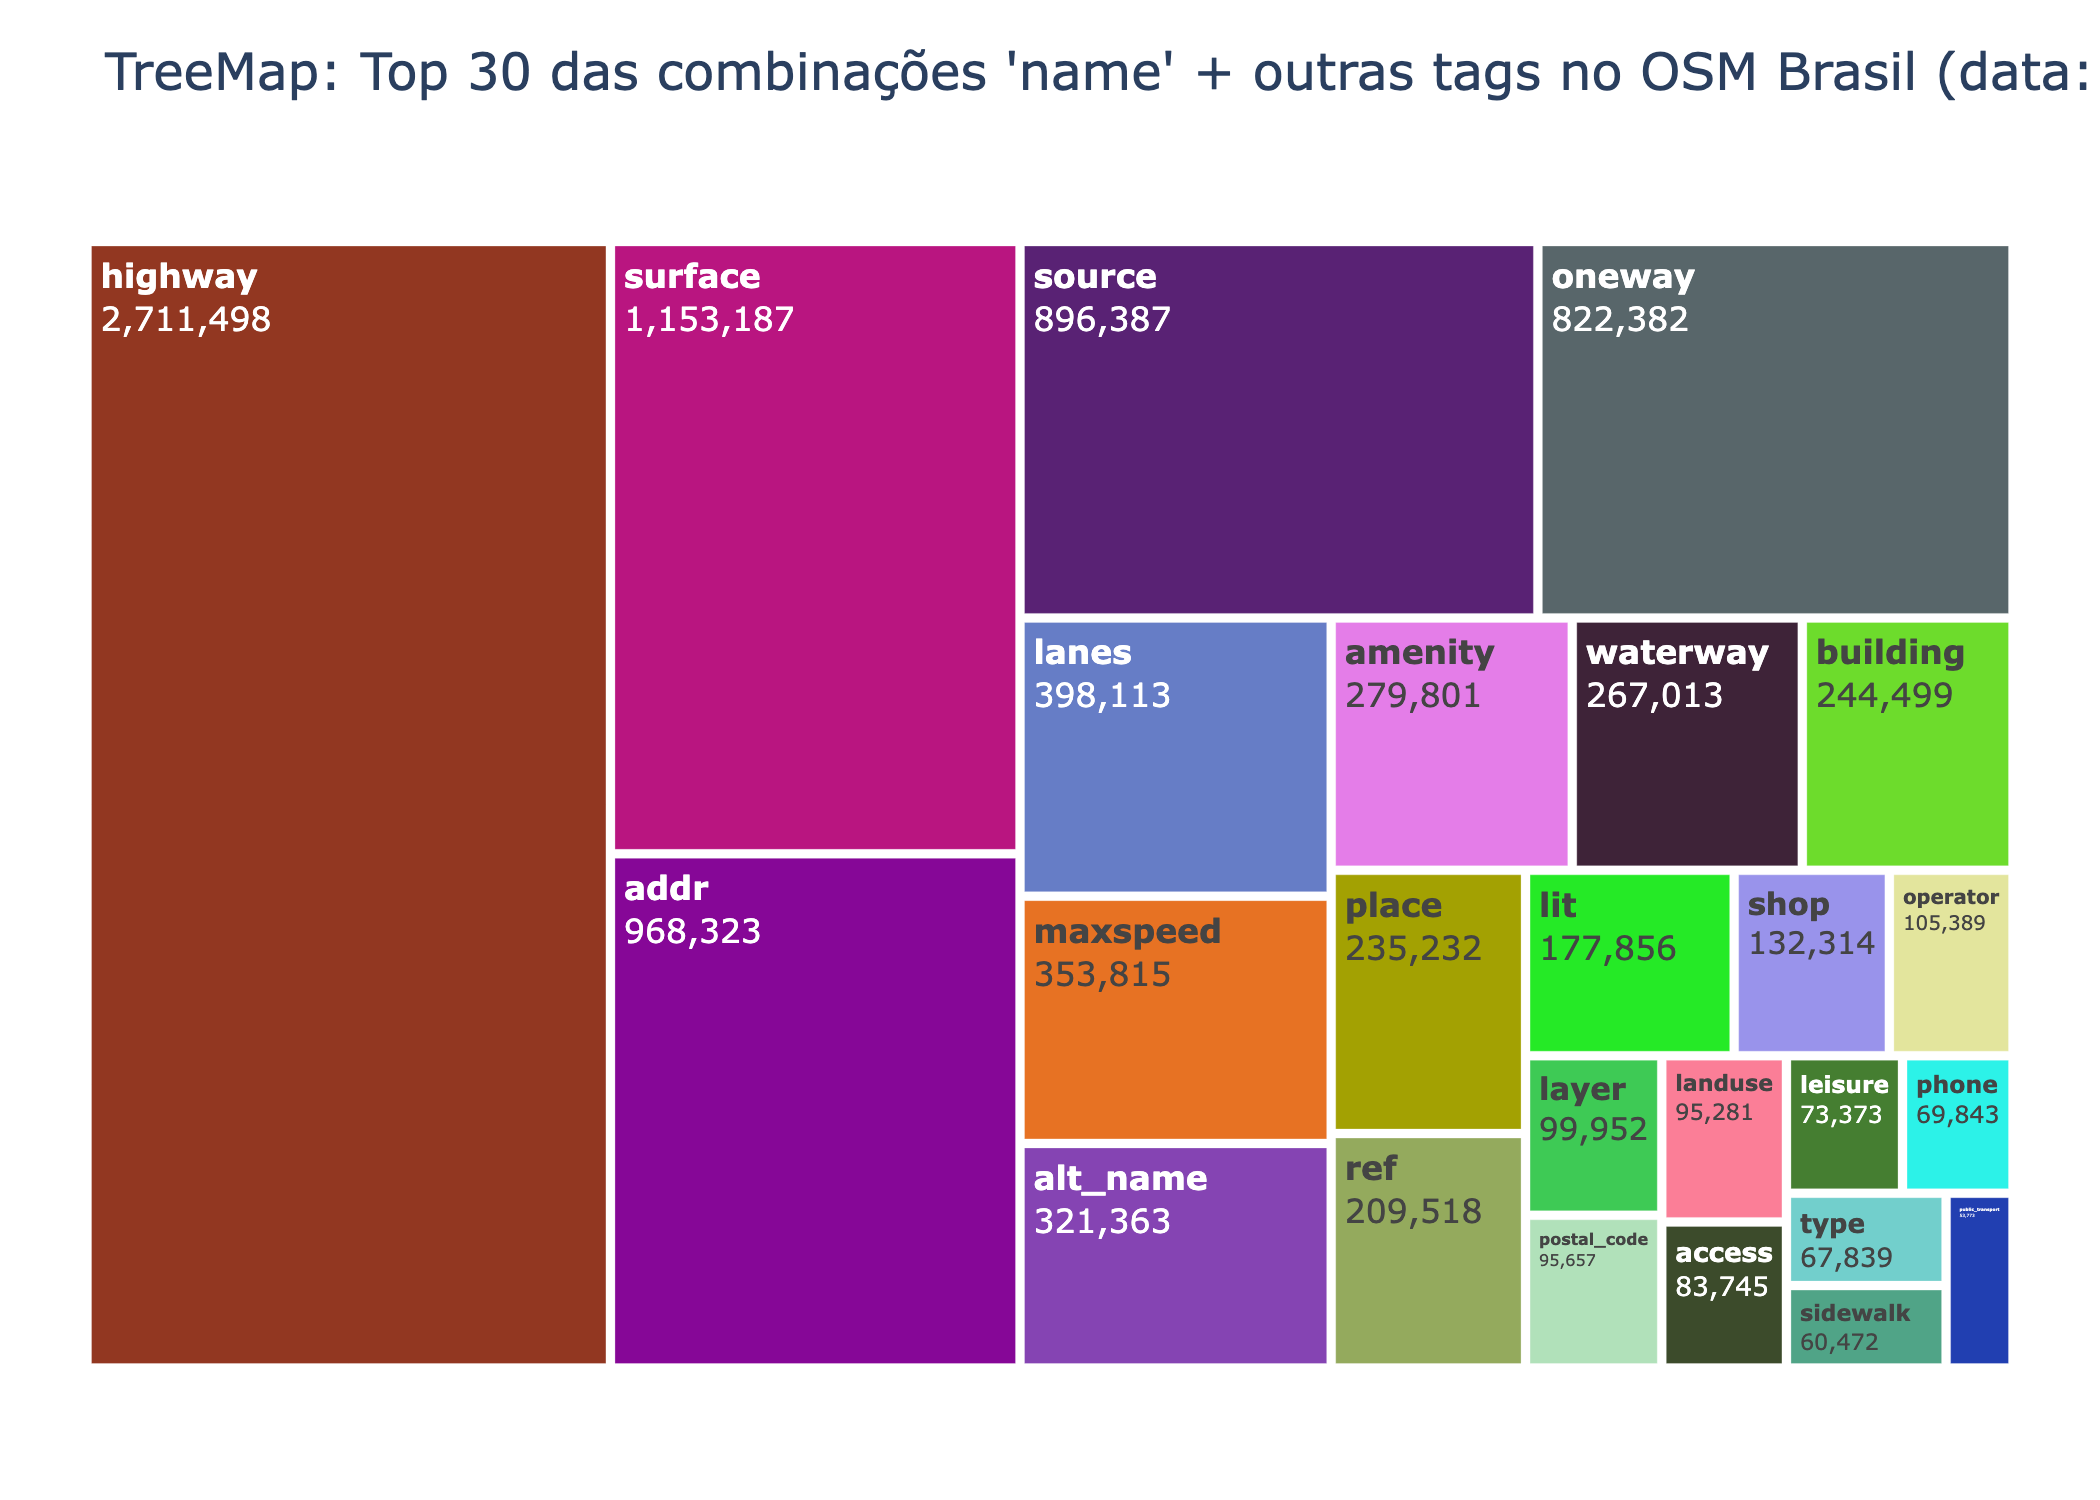 TreeMap: Top 30 das combinações 'name' + outras tags no OSM Brasil (data:
highway
2,711,498
surface
1,153,187
addr
968,323
source
896,387
oneway
822,382
lanes
398,113
maxspeed
353,815
alt_name
321,363
amenity
279,801
waterway
267,013
building
244,499
place
235,232
ref
209,518
lit
177,856
shop
132,314
operator
105,389
layer
99,952
postal_code
95,657
landuse
95,281
access
83,745
leisure
73,373
phone
69,843
type
67,839
sidewalk
60,472
public_transport
53,773